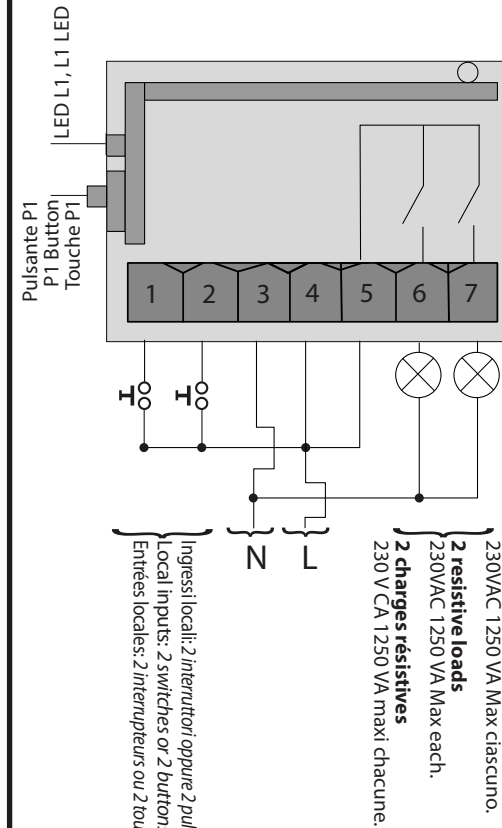 LED L1, L1 LED
Pulsante P1
P1 Button
Touche P1
1 2 3 4 5 6 7
N
L
Ingressi locali: 2 interruttori oppure 2
Local inputs: 2 switches or 2
Entrées locales: 2 interrupteurs ou 2
230VAC 1250 VA Max ciascuno.
2 resistive loads
230VAC 1250 VA Max each.
2 charges résistives
230 V CA 1250 VA maxi chacune.